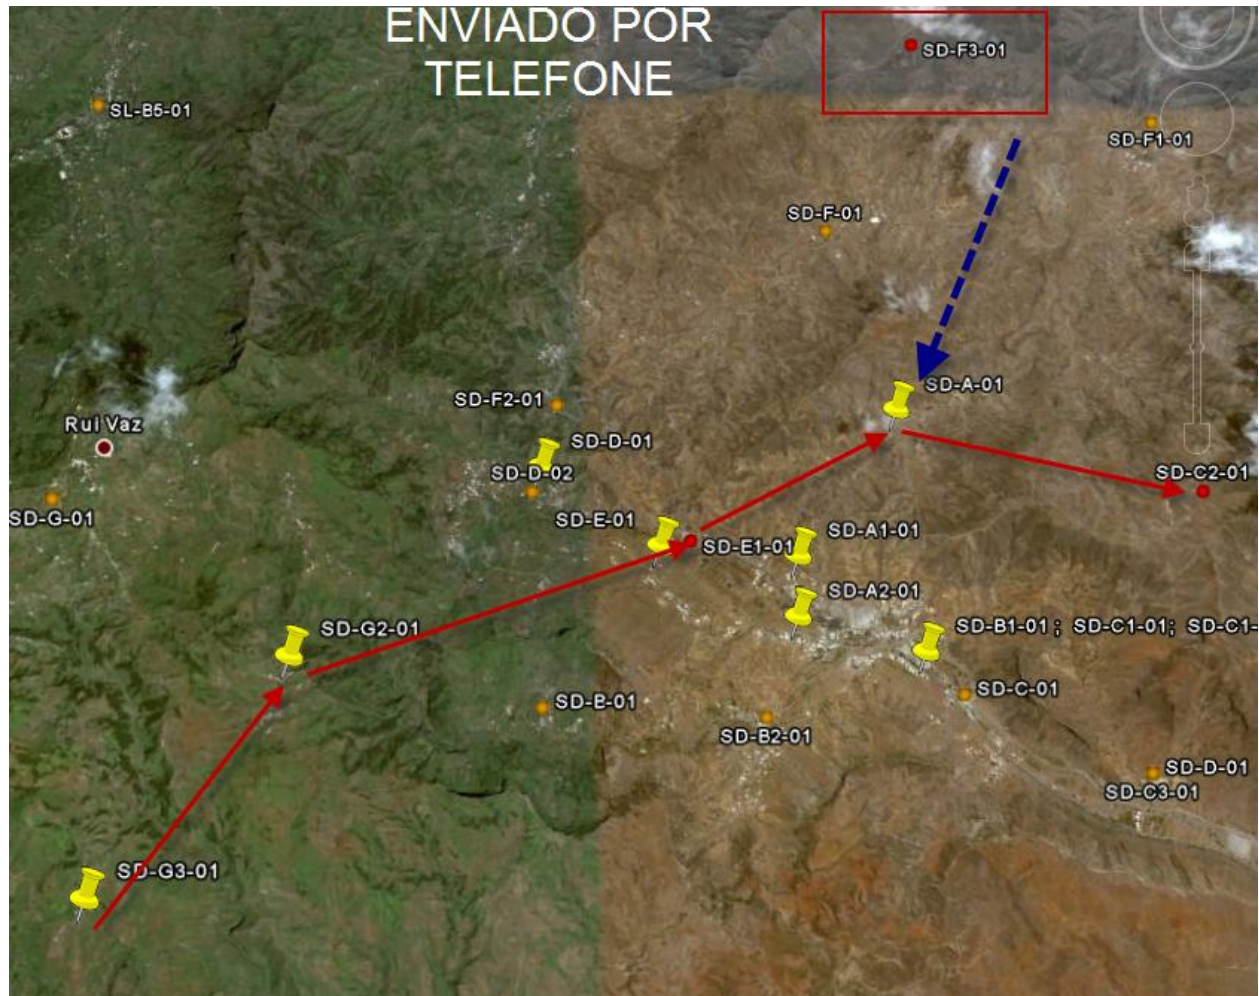 ENVIADO POR
TELEFONE
SD-F3-01
SL-B5-01
SD-F1-01
SD-F-01
SD-A-01
SD-F2-01
Rui Vaz
SD-D-01
SD-D-02
SD-C2-01
SD-G-01
SD-E-01
SD-A1-01
SD-E1-01
SD-A2-01
SD-G2-01
SD-B1-01 ; SD-C1-01; SD-C1-
SD-B-01
SD-C-01
SD-B2-01
SD-D-01
SD-C3-01
SD-G3-01